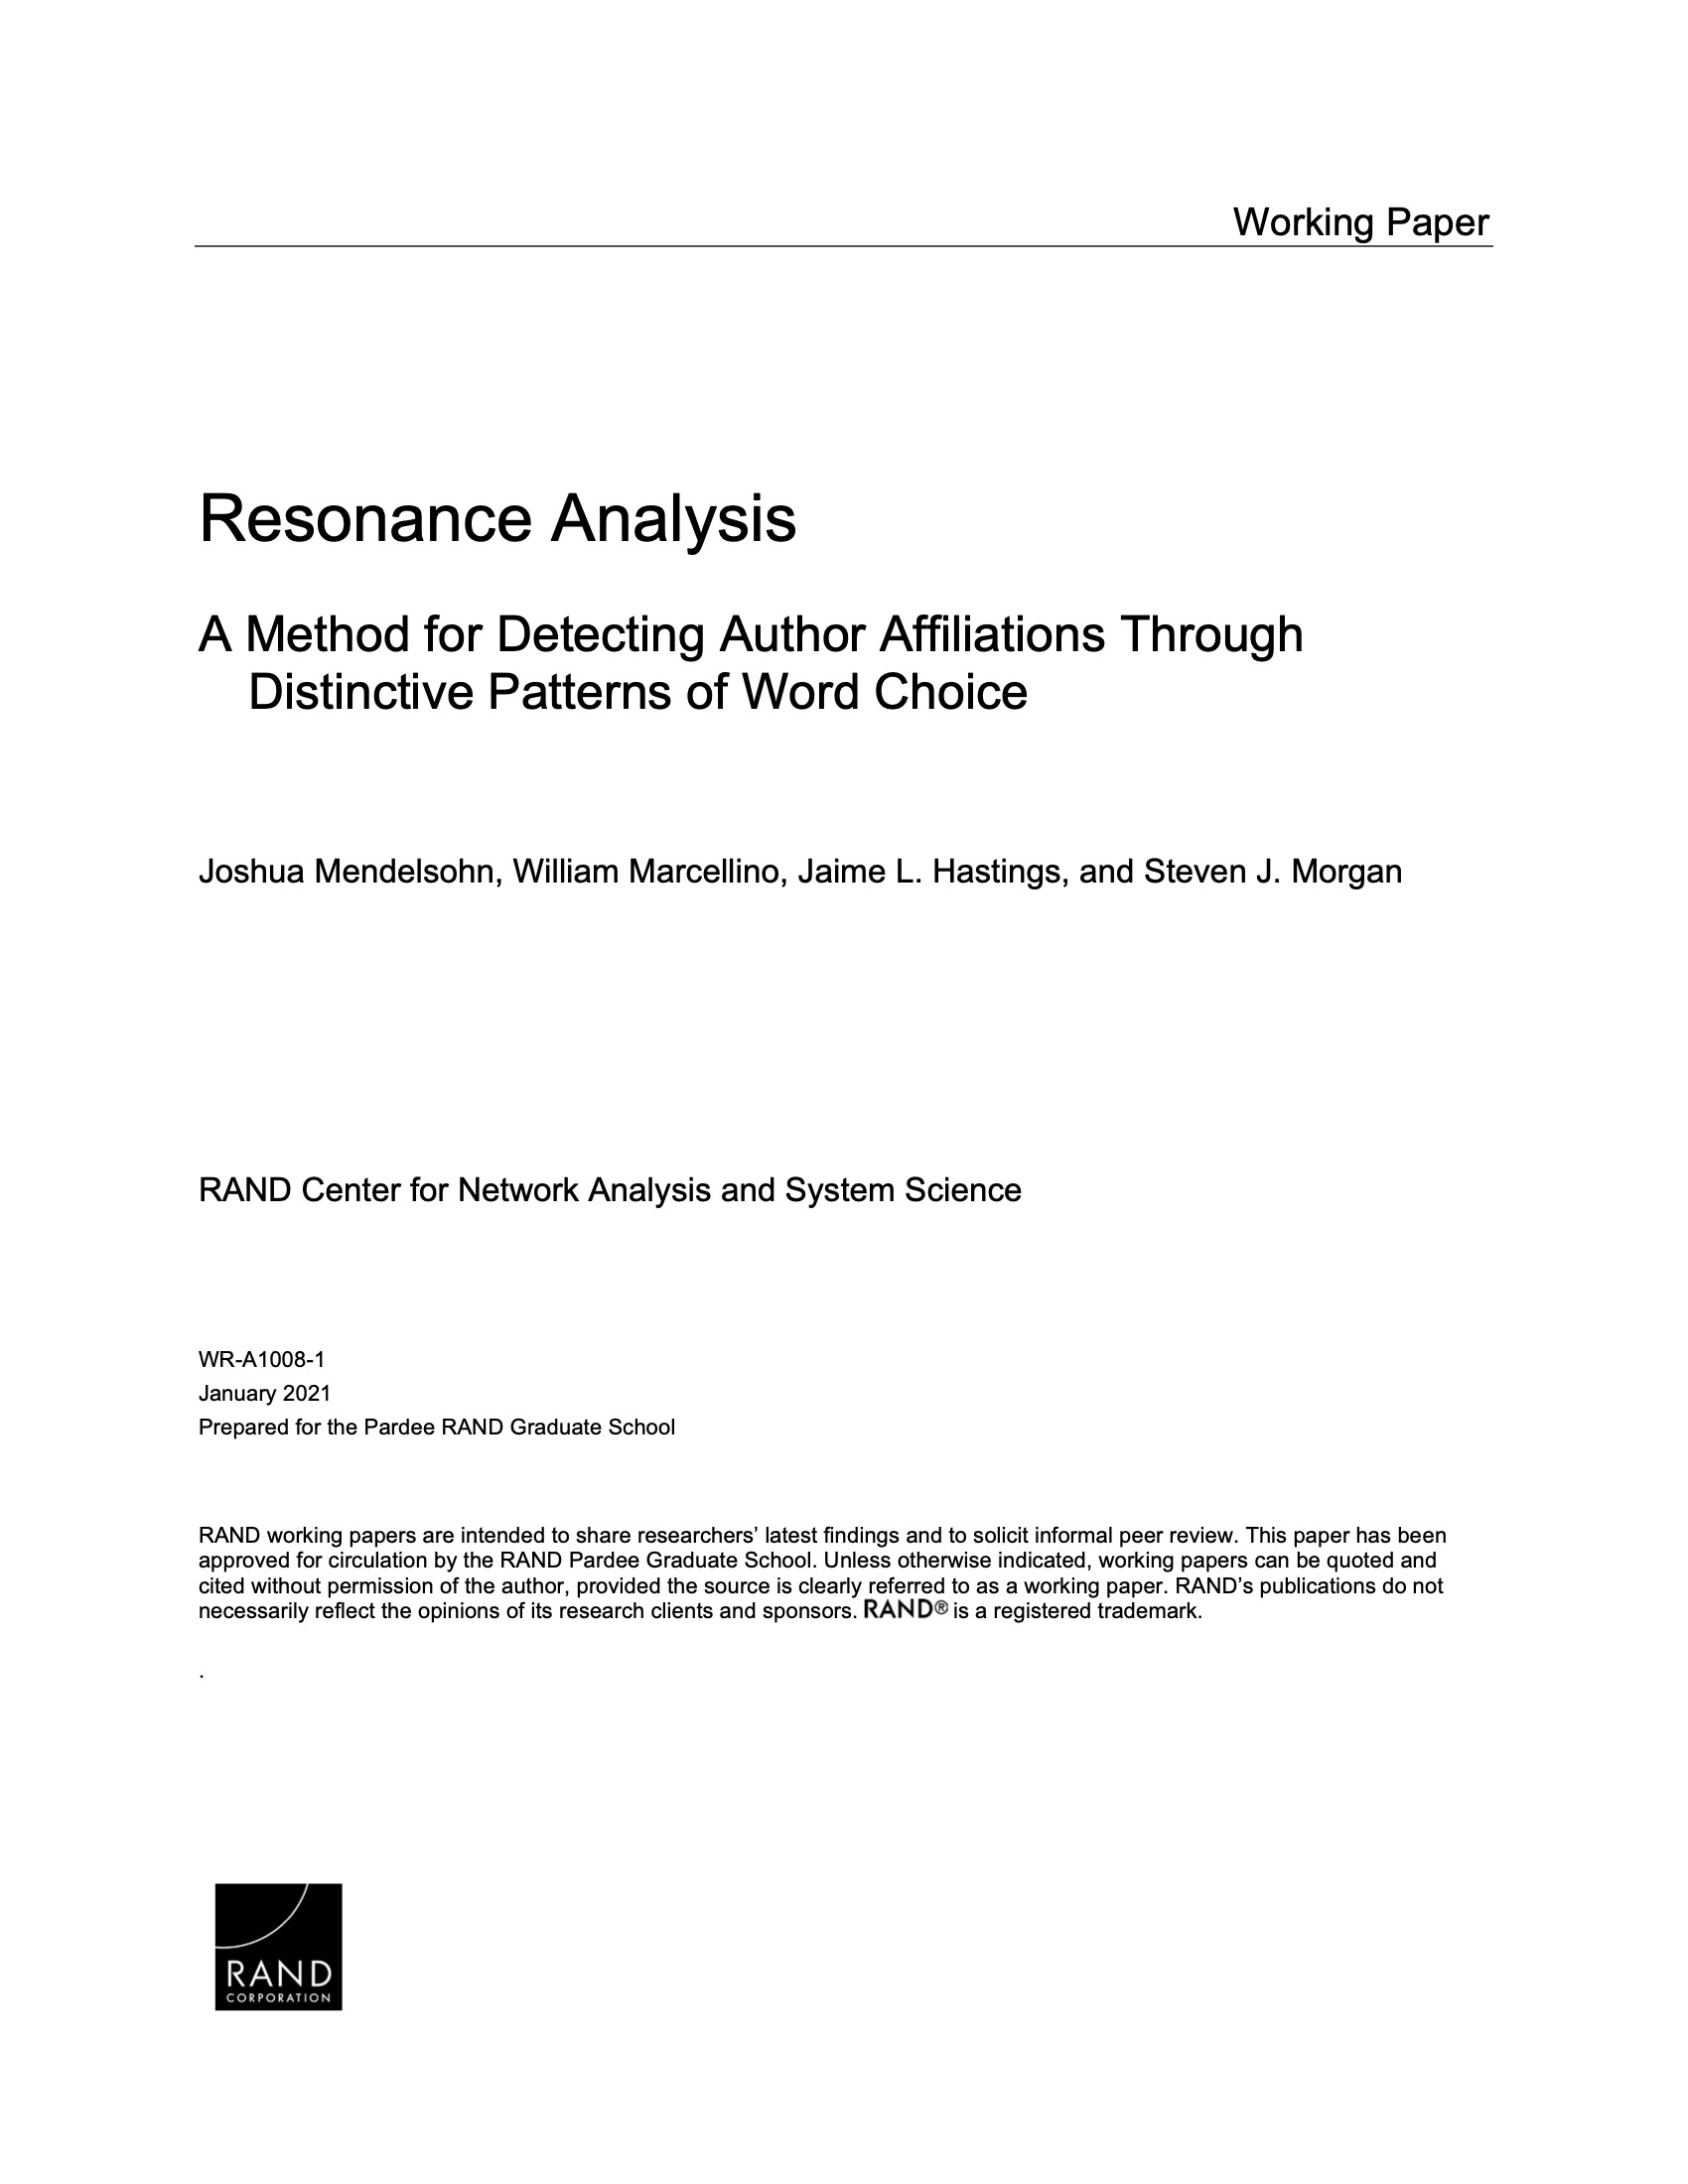 Working Paper
Resonance Analysis
A Method for Detecting Author Affiliations Through
Distinctive Patterns of Word Choice
Joshua Mendelsohn, William Marcellino, Jaime L. Hastings, and Steven J. Morgan
RAND Center for Network Analysis and System Science
WR-A1008-1
January 2021
Prepared for the Pardee RAND Graduate School
RAND working papers are intended to share researchers’ latest findings and to solicit informal peer review. This paper has been
approved for circulation by the RAND Pardee Graduate School. Unless otherwise indicated, working papers can be quoted and
cited without permission of the author, provided the source is clearly referred to as a working paper. RAND’s publications do not
necessarily reflect the opinions of its research clients and sponsors. RAND® is a registered trademark.
.
RAND
CORPORATION